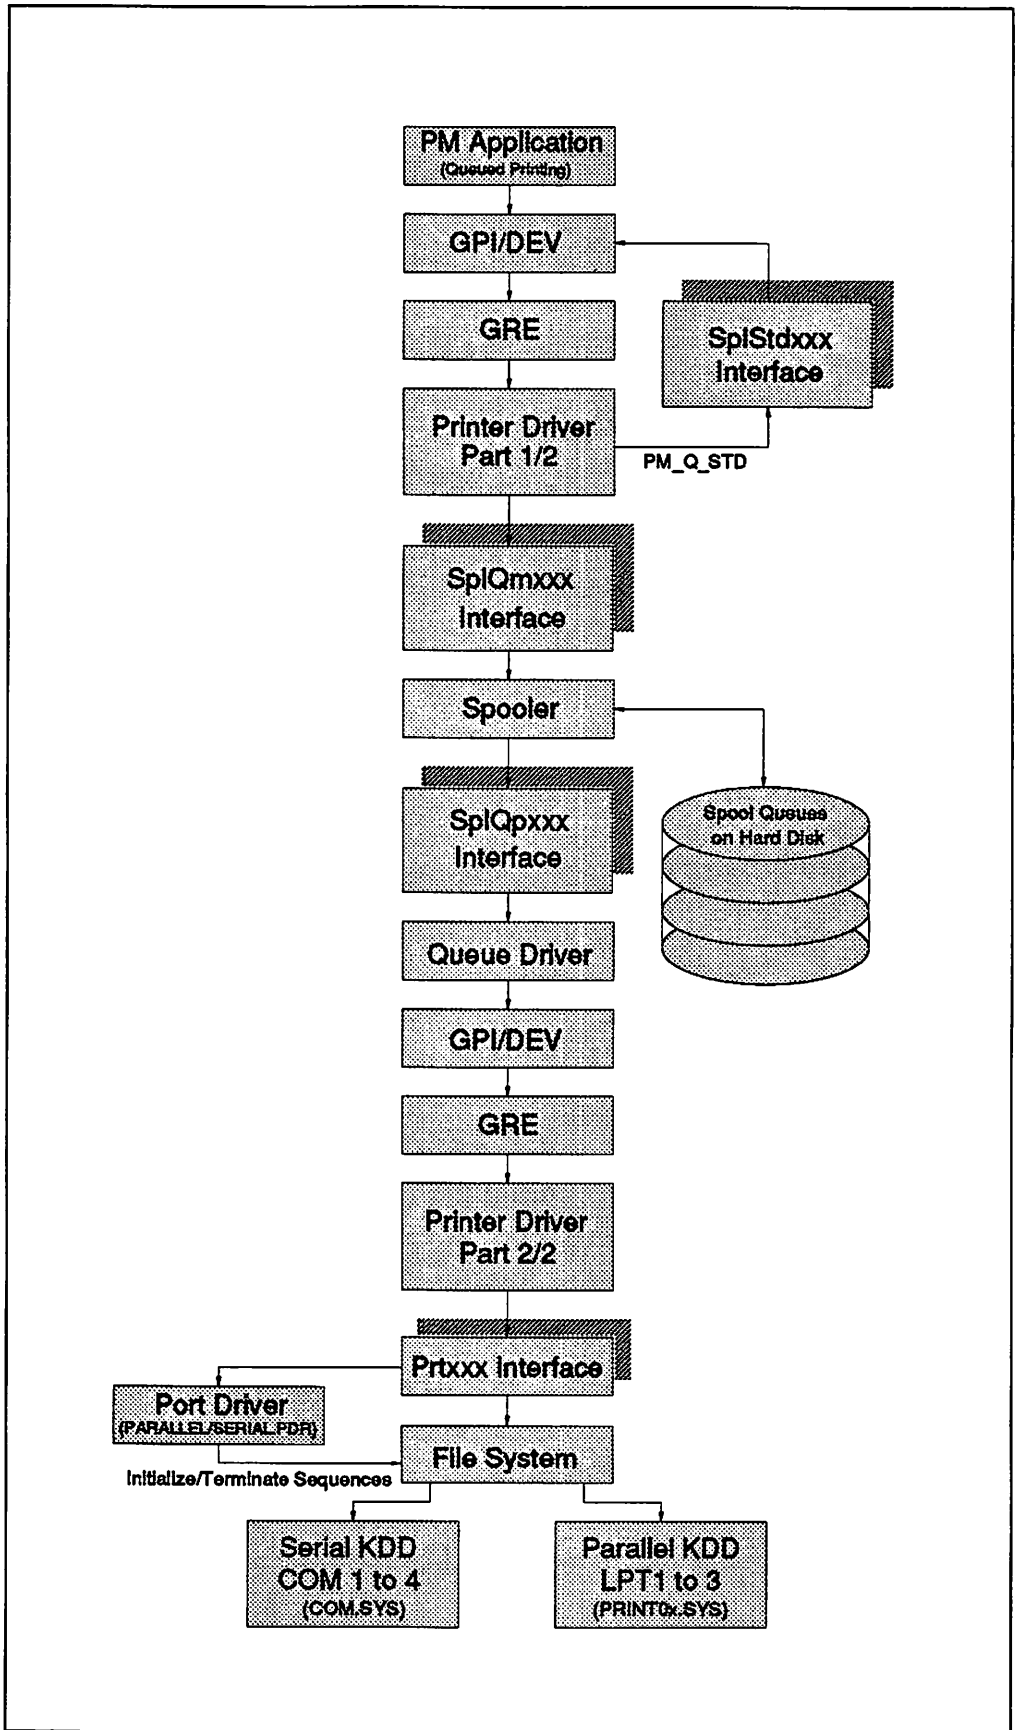 PM Application
(Queued Printing)
GPI/DEV
GRE
SplStdxxx
Interface
Printer Driver
Part 1/2
PM_Q_STD
SplQmxxx
Interface
Spooler
SplQpxxx
Interface
Spool Queues
on Hard Disk
Queue Driver
GPI/DEV
GRE
Printer Driver
Part 2/2
Prtxxx Interface
Port Driver
(PARALLEL/SERIAL.PDR)
File System
Initialize/Terminate Sequences
Serial KDD
COM 1 to 4
(COM.SYS)
Parallel KDD
LPT1 to 3
(PRINT0x.SYS)